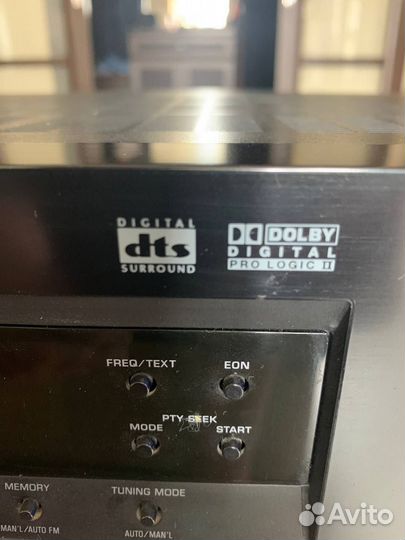 DIGITAL
dts
SURROUND
DOLBY
DIGITAL
PRO LOGIC II
FREQ/TEXT
EON
PTY SEEK
MODE
START
MEMORY
TUNING MODE
MAN'L/AUTO FM
AUTO/MAN'L
Avito